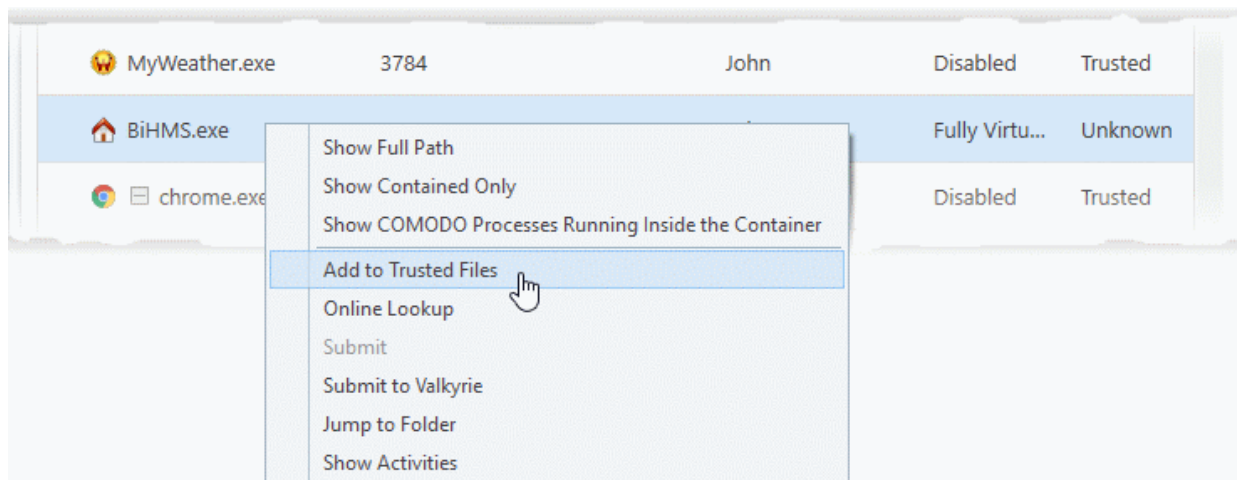 MyWeather.exe 3784 John Disabled Trusted
BiHMS.exe Fully Virtu... Unknown
Show Full Path
Show Contained Only
chrome.exe Disabled Trusted
Show COMODO Processes Running Inside the Container
Add to Trusted Files
Online Lookup
Submit
Submit to Valkyrie
Jump to Folder
Show Activities